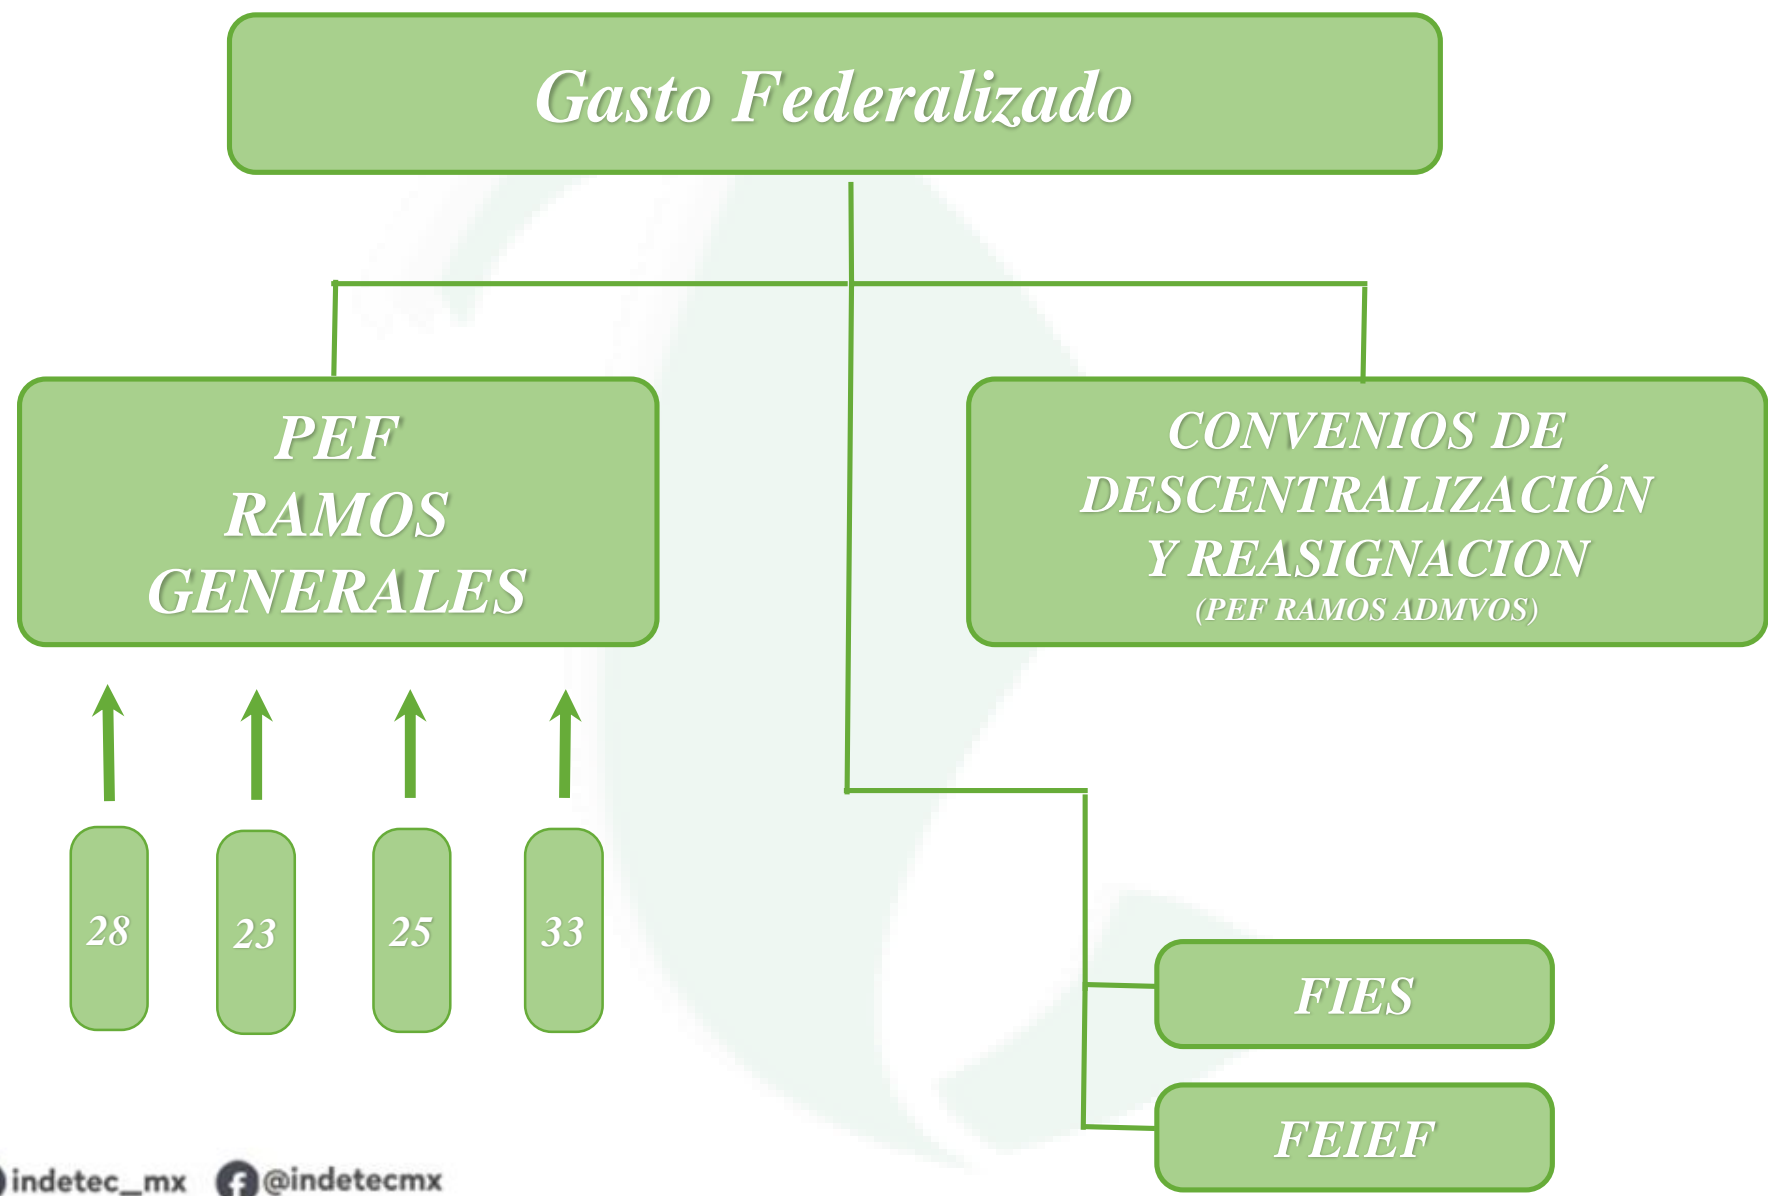 Gasto Federalizado
PEF
RAMOS
GENERALES
CONVENIOS DE
DESCENTRALIZACIÓN
Y REASIGNACION
(PEF RAMOS ADMVOS)
28
23
25
33
FIES
FEIEF
indetec_mx
@indetecmx